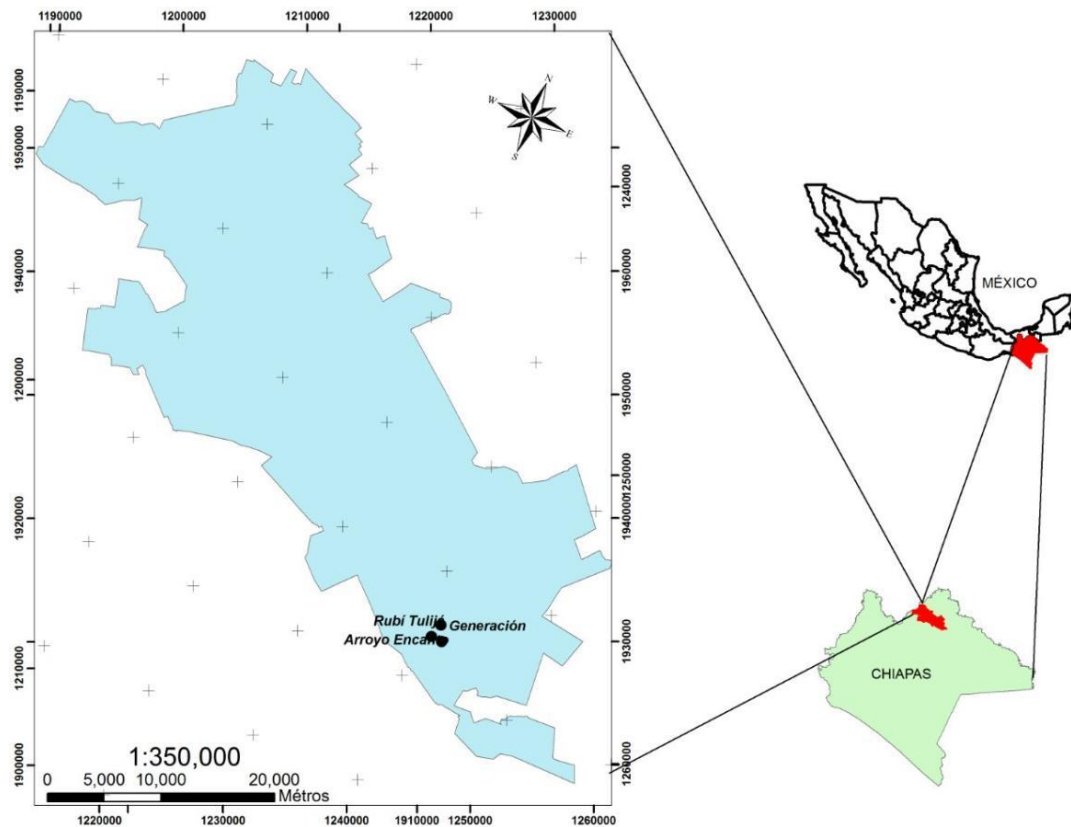 1190000 1200000 1210000 1220000 1230000
1190000
1950000
1940000
1200000
1920000
1210000
1900000
N
W
E
S
1240000
1960000
1950000
1250000
1940000
1930000
1260000
MÉXICO
CHIAPAS
Rubí Tulijá
Generación
Arroyo Encan
1:350,000
0 5,000 10,000 20,000
Métros
1220000 1230000 1240000 1910000 1250000 1260000